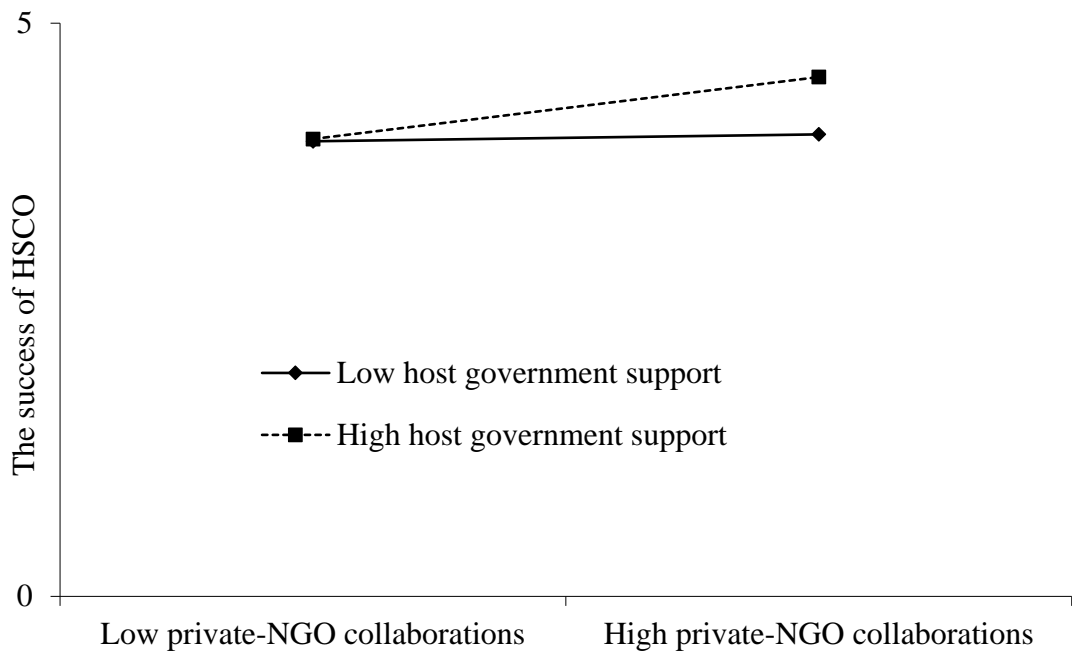 5
The success of HSCO
Low host government support
High host government support
0
Low private-NGO collaborations
High private-NGO collaborations